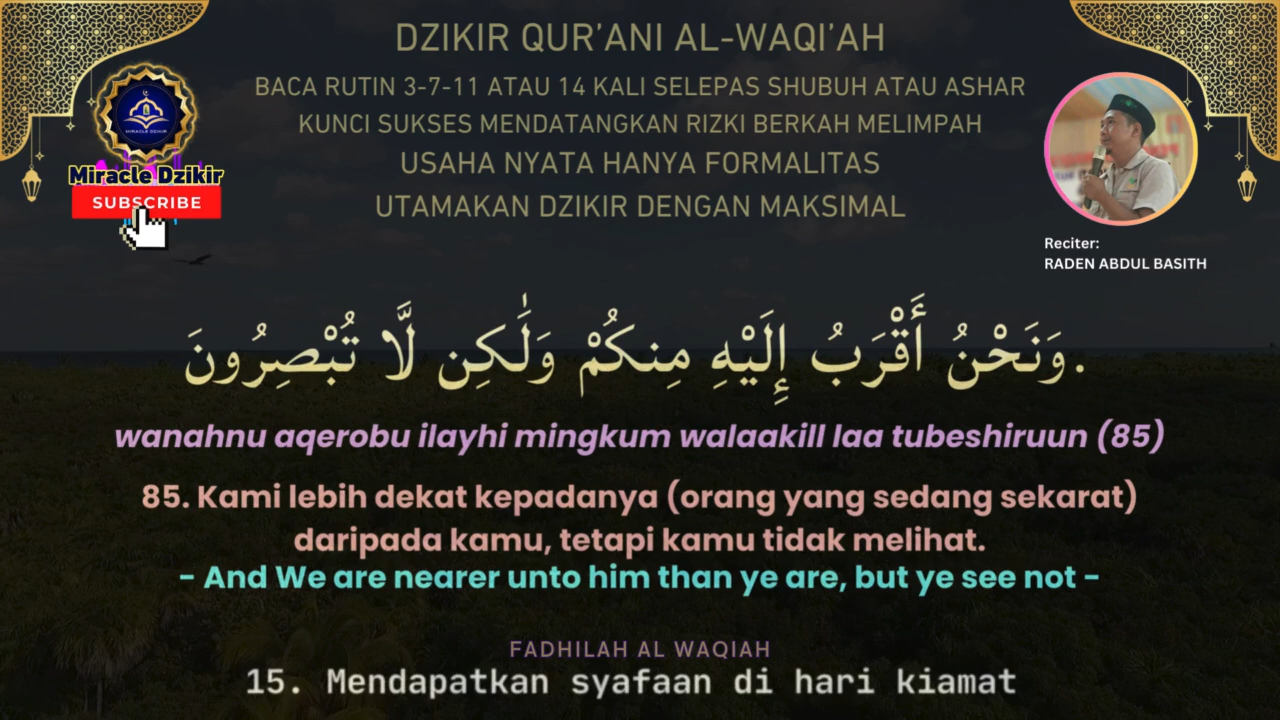 DZIKIR QUR'ANI AL-WAQI'AH
BACA RUTIN 3-7-11 ATAU 14 KALI SELEPAS SHUBUH ATAU ASHAR
KUNCI SUKSES MENDATANGKAN RIZKI BERKAH MELIMPAH
USAHA NYATA HANYA FORMALITAS
UTAMAKAN DZIKIR DENGAN MAKSIMAL
MIRACLE DZIKIR
Miracle Dzikir
SUBSCRIBE
Reciter:
RADEN ABDUL BASITH
وَنَحْنُ أَقْرَبُ إِلَيْهِ مِنكُمْ وَلَٰكِن لَّا تُبْصِرُونَ.
wanahnu aqerobu ilayhi mingkum walaakill laa tubeshiruun (85)
85. Kami lebih dekat kepadanya (orang yang sedang sekarat)
daripada kamu, tetapi kamu tidak melihat.
- And We are nearer unto him than ye are, but ye see not -
FADHILAH AL WAQIAH
15. Mendapatkan syafaan di hari kiamat